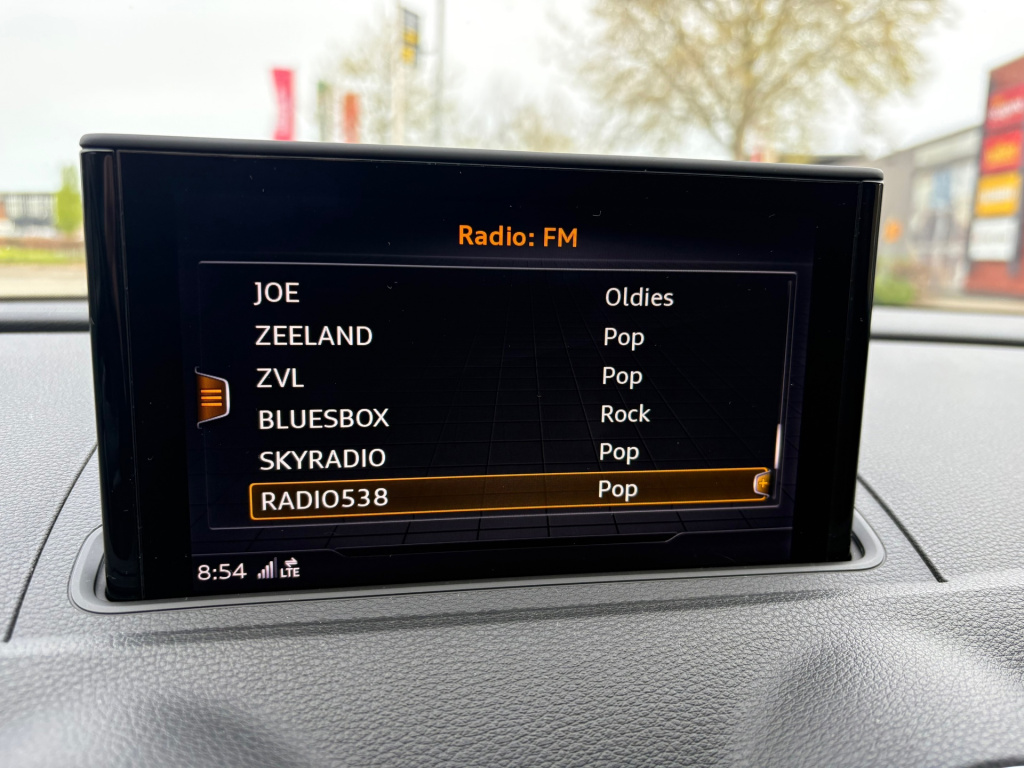 Radio: FM
JOE Oldies
ZEELAND Pop
ZVL Pop
BLUESBOX Rock
SKYRADIO Pop
RADIO538 Pop
8:54 LTE